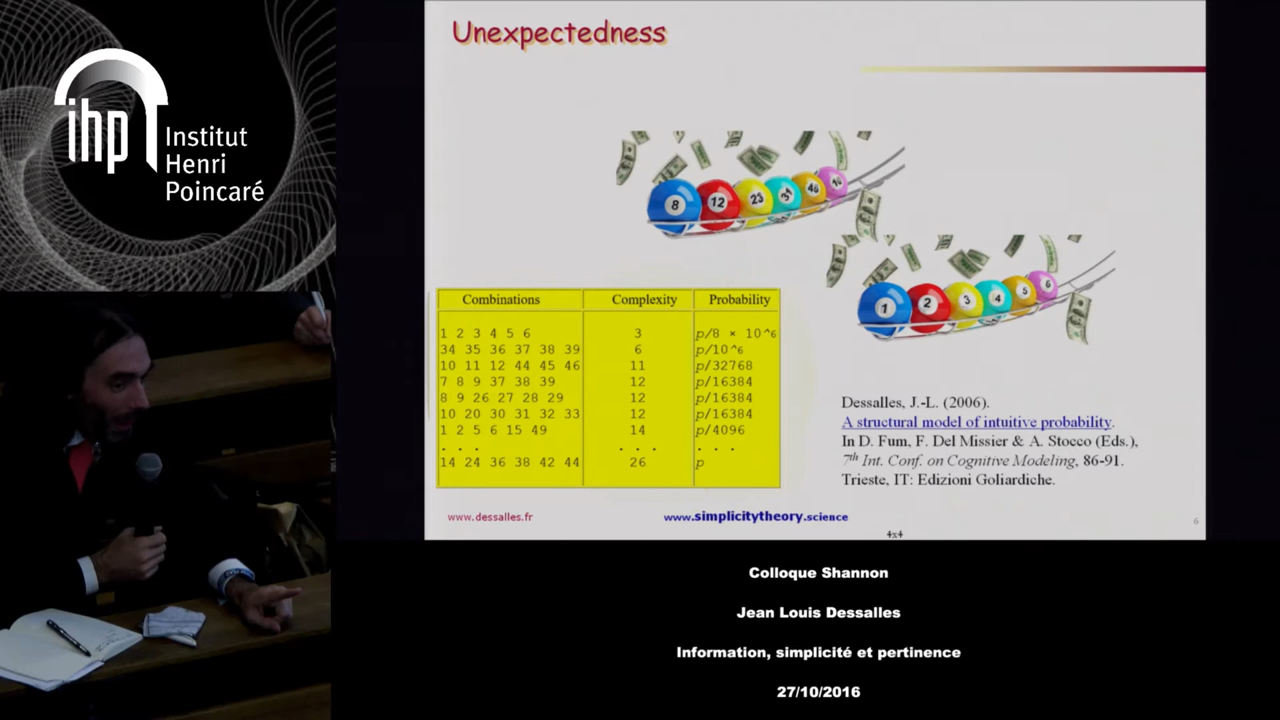 ihp
Institut
Henri
Poincaré
Unexpectedness
8 12 23 31 48
1 2 3 4 5 6
Combinations Complexity Probability
1 2 3 4 5 6 3 p/8 × 10^6
34 35 36 37 38 39 6 p/10^6
10 11 12 44 45 46 11 p/32768
7 8 9 37 38 39 12 p/16384
8 9 26 27 28 29 12 p/16384
10 20 30 31 32 33 12 p/16384
1 2 5 6 15 49 14 p/4096
. . . . . . . . .
14 24 36 38 42 44 26 p
Dessalles, J.-L. (2006).
A structural model of intuitive probability.
In D. Fum, F. Del Missier & A. Stocco (Eds.),
7th Int. Conf. on Cognitive Modeling, 86-91.
Trieste, IT: Edizioni Goliardiche.
www.dessalles.fr
www.simplicitytheory.science
6
4x4
Colloque Shannon
Jean Louis Dessalles
Information, simplicité et pertinence
27/10/2016